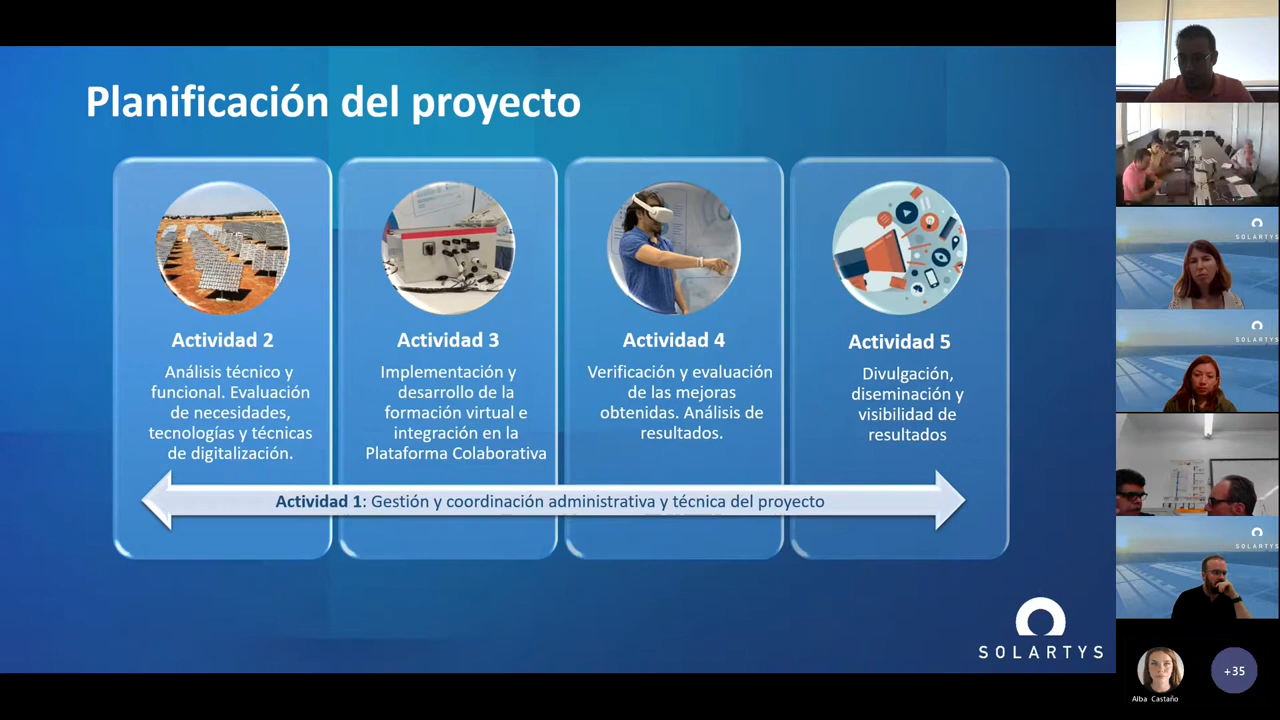 Planificación del proyecto
Actividad 2
Análisis técnico y
funcional. Evaluación
de necesidades,
tecnologías y técnicas
de digitalización.
Actividad 3
Implementación y
desarrollo de la
formación virtual e
integración en la
Plataforma Colaborativa
Actividad 4
Verificación y evaluación
de las mejoras
obtenidas. Análisis de
resultados.
Actividad 5
Divulgación,
diseminación y
visibilidad de
resultados
Actividad 1: Gestión y coordinación administrativa y técnica del proyecto
SOLARTYS
SOLARTYS
SOLARTYS
SOLARTYS
Alba Castaño
+35